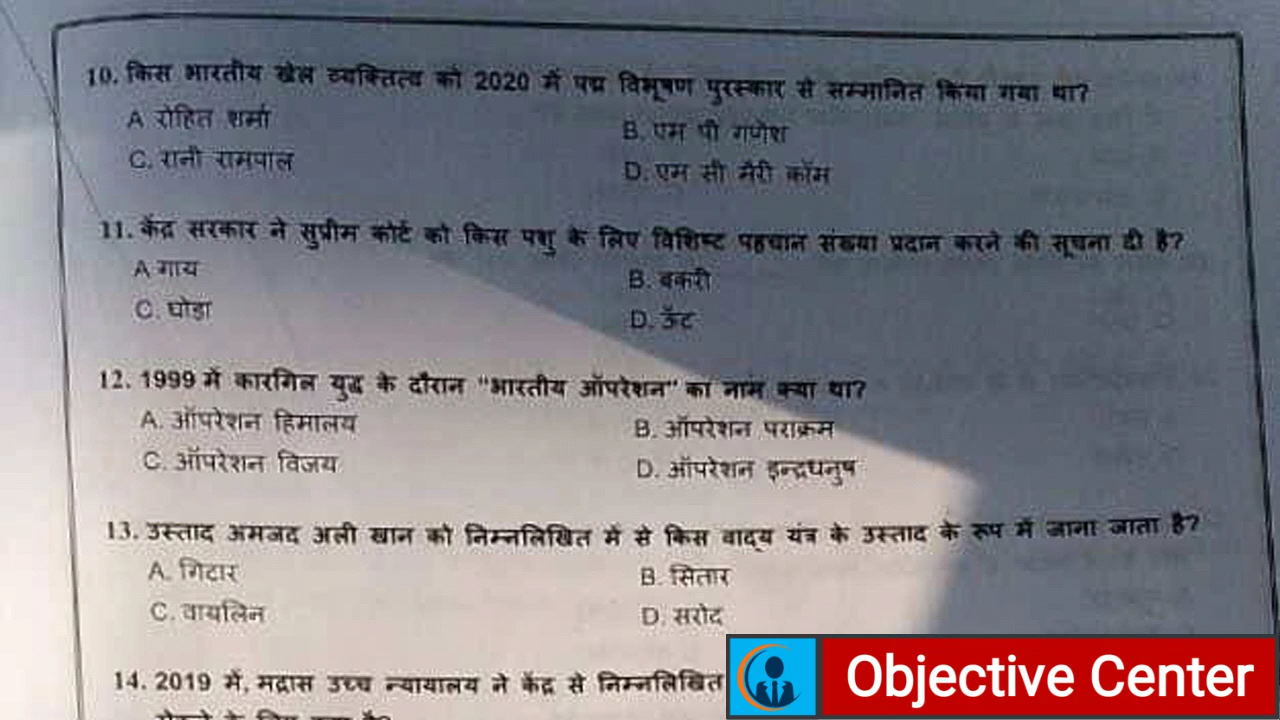 10. किस भारतीय खेल व्यक्तित्व को 2020 में पद्म विभूषण पुरस्कार से सम्मानित किया गया था?
A रोहित शर्मा B. एम पी गणेश
C. रानी रामपाल D. एम सी मैरी कॉम
11. केंद्र सरकार ने सुप्रीम कोर्ट को किस पशु के लिए विशिष्ट पहचान संख्या प्रदान करने की सूचना दी है?
A गाय B. बकरी
C. घोड़ा D. ऊँट
12. 1999 में कारगिल युद्ध के दौरान "भारतीय ऑपरेशन" का नाम क्या था?
A. ऑपरेशन हिमालय B. ऑपरेशन पराक्रम
C. ऑपरेशन विजय D. ऑपरेशन इन्द्रधनुष
13. उस्ताद अमजद अली खान को निम्नलिखित में से किस वाद्य यंत्र के उस्ताद के रूप में जाना जाता है?
A. गिटार B. सितार
C. वायलिन D. सरोद
14. 2019 में, मद्रास उच्च न्यायालय ने केंद्र से निम्नलिखित
Objective Center